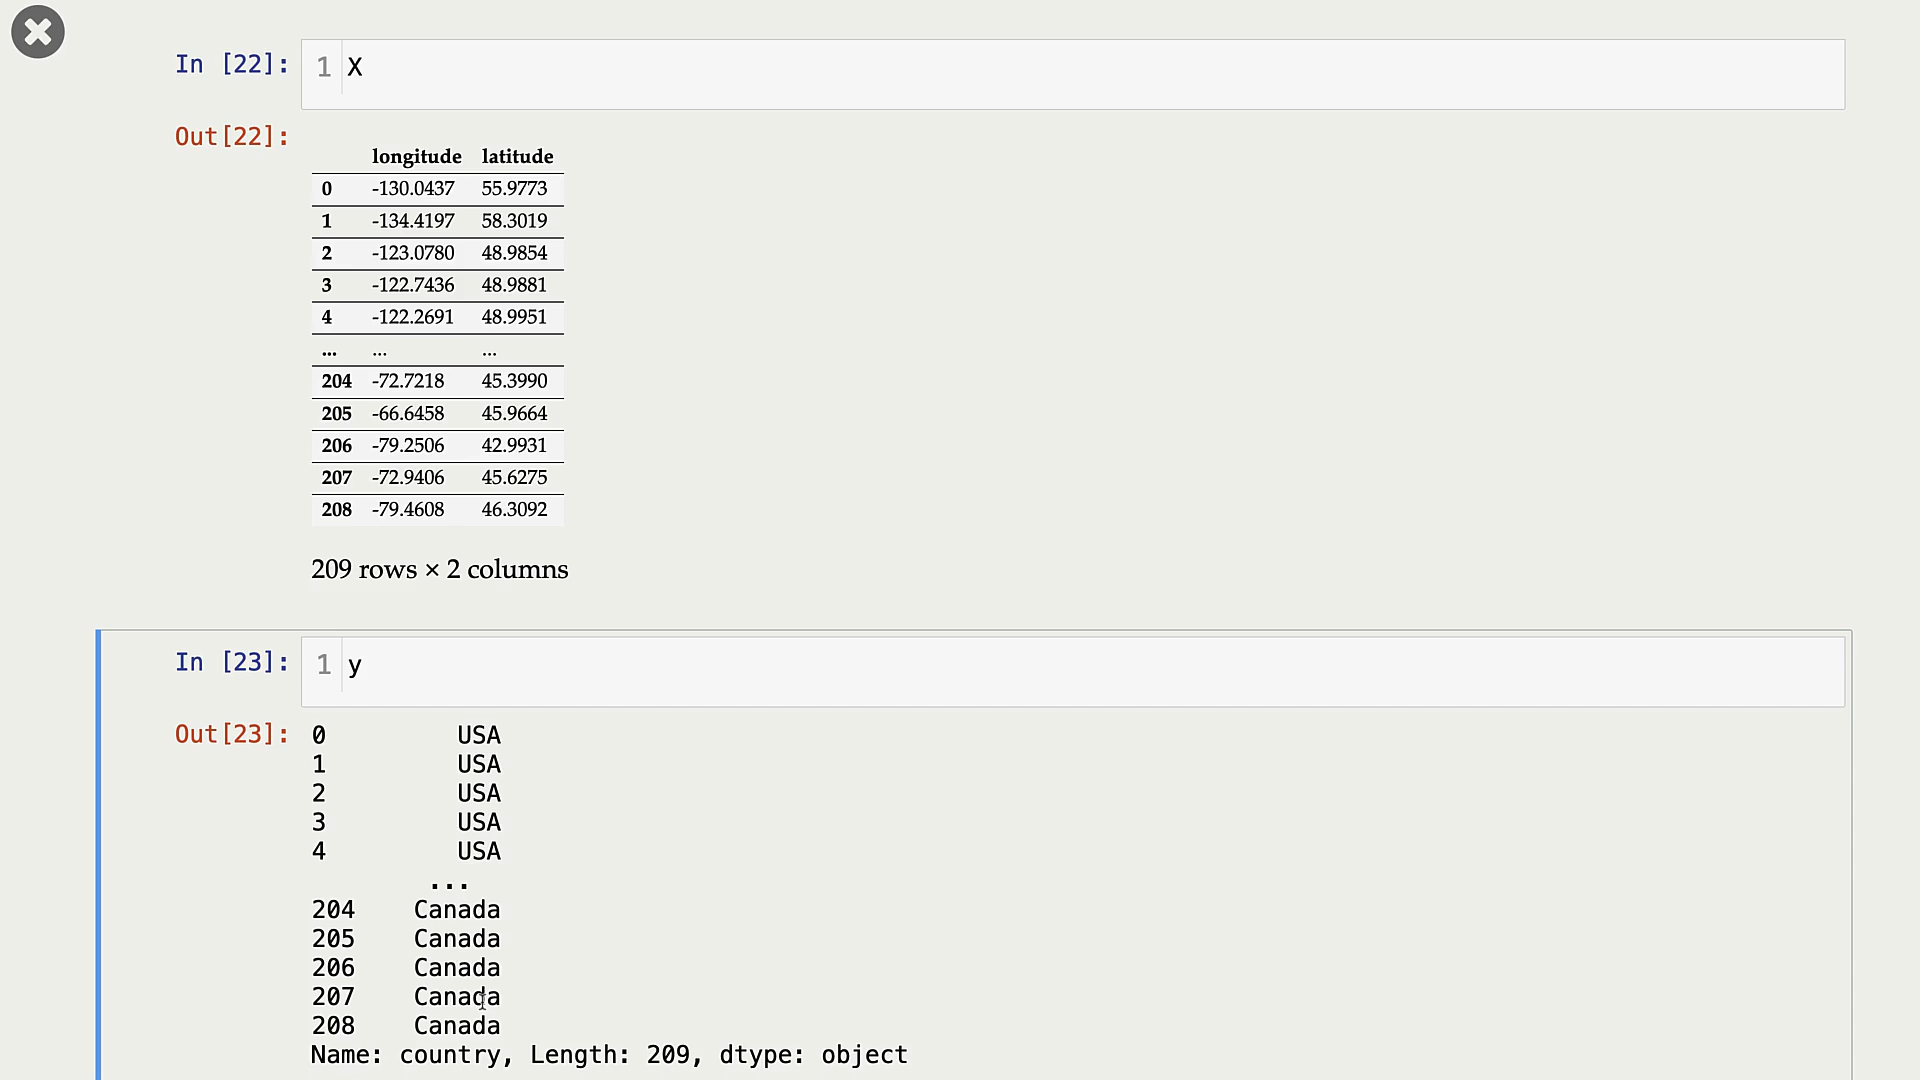 In [22]: 1 X
Out[22]:
longitude latitude
0 -130.0437 55.9773
1 -134.4197 58.3019
2 -123.0780 48.9854
3 -122.7436 48.9881
4 -122.2691 48.9951
... ... ...
204 -72.7218 45.3990
205 -66.6458 45.9664
206 -79.2506 42.9931
207 -72.9406 45.6275
208 -79.4608 46.3092
209 rows × 2 columns
In [23]: 1 y
Out[23]: 0 USA
1 USA
2 USA
3 USA
4 USA
...
204 Canada
205 Canada
206 Canada
207 Canada
208 Canada
Name: country, Length: 209, dtype: object